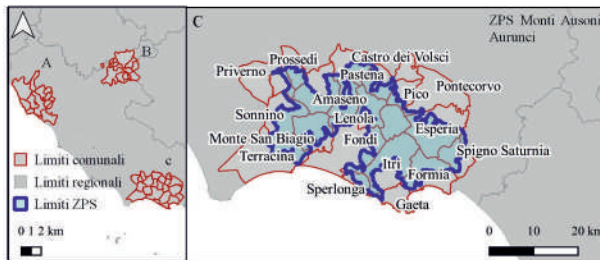 A
B
c
Limiti comunali
Limiti regionali
Limiti ZPS
0 1 2 km
C
ZPS Monti Ausoni
Aurunci
Prossedi
Castro dei Volsci
Priverno
Pastena
Pontecorvo
Pico
Amaseno
Sonnino
Lenola
Esperia
Monte San Biagio
Fondi
Terracina
Spigno Saturnia
Itri
Formia
Sperlonga
Gaeta
0 10 20 km